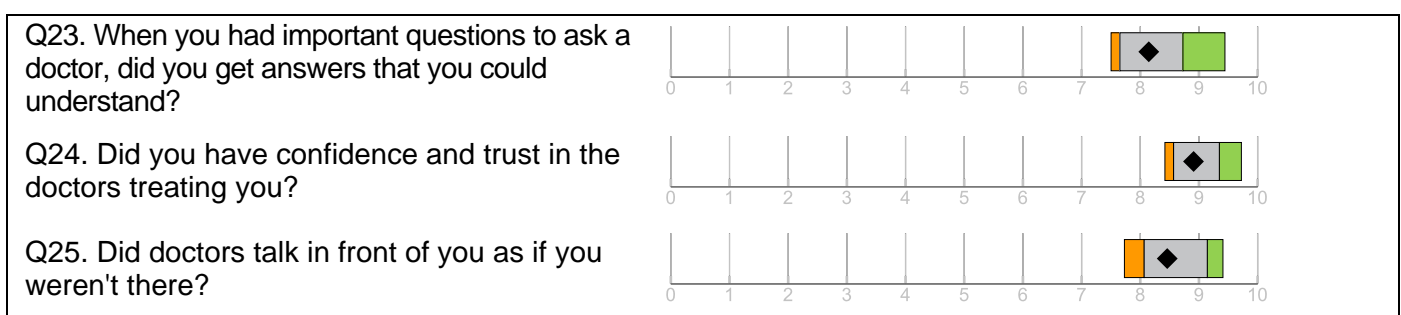 Q23. When you had important questions to ask a
doctor, did you get answers that you could
understand?
0 1 2 3 4 5 6 7 8 9 10
Q24. Did you have confidence and trust in the
doctors treating you?
0 1 2 3 4 5 6 7 8 9 10
Q25. Did doctors talk in front of you as if you
weren't there?
0 1 2 3 4 5 6 7 8 9 10